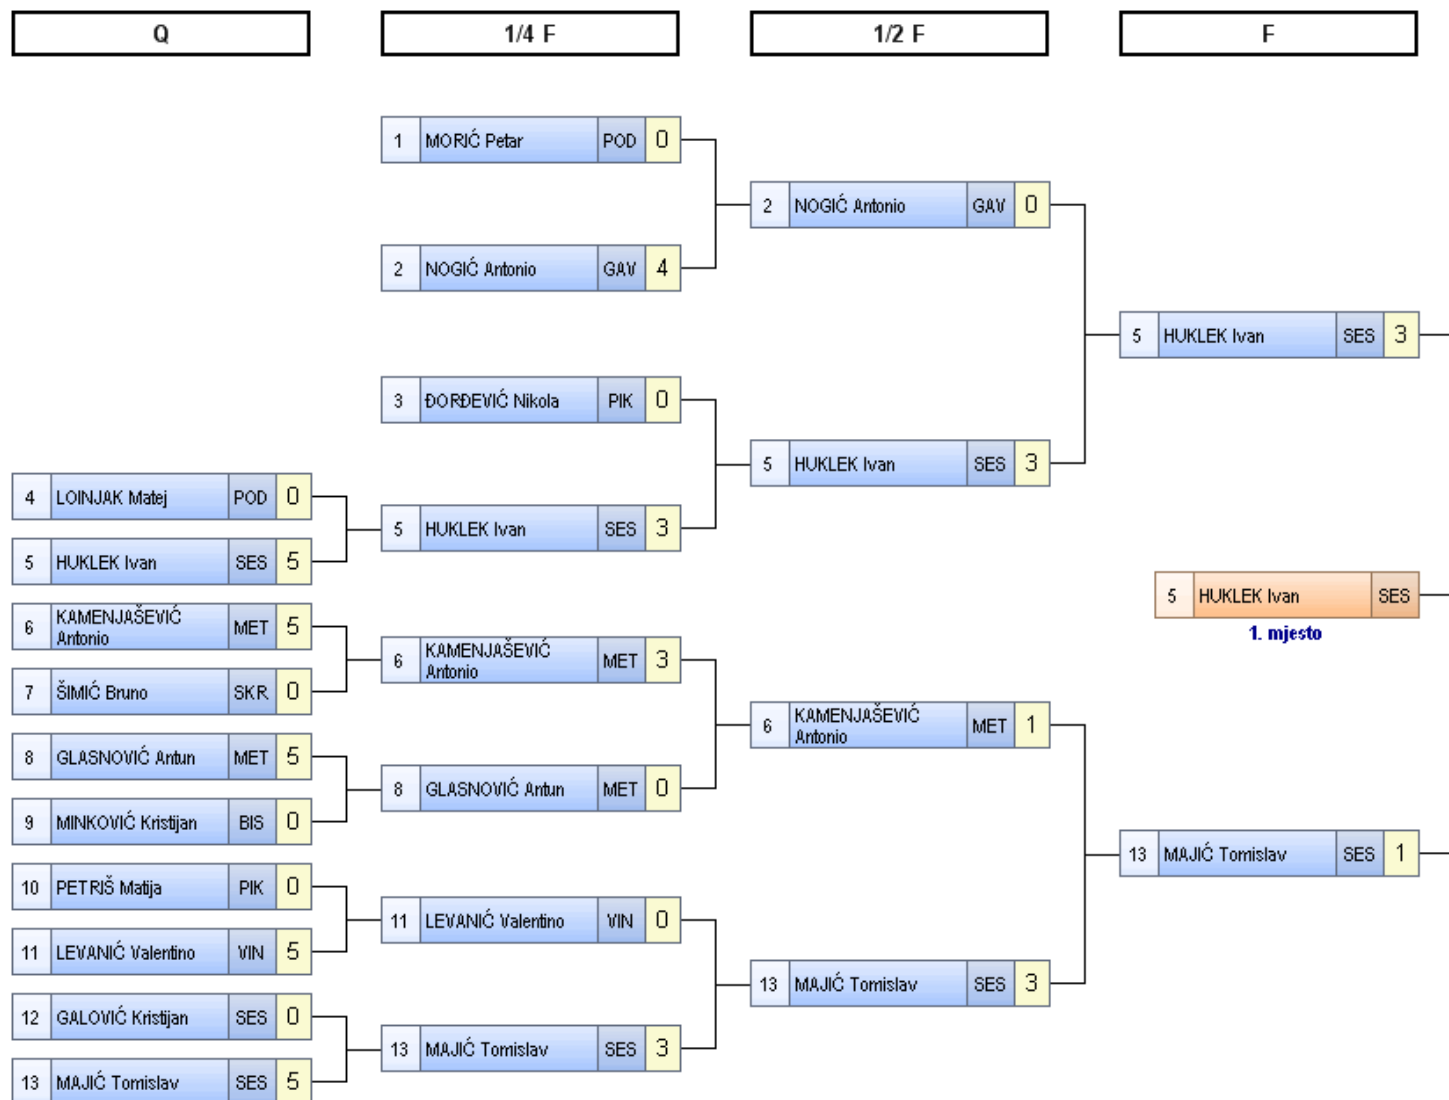 Q 1/4 F 1/2 F F
1 MORIĆ Petar POD 0
2 NOGIĆ Antonio GAV 0
2 NOGIĆ Antonio GAV 4
5 HUKLEK Ivan SES 3
3 ĐORĐEVIĆ Nikola PIK 0
5 HUKLEK Ivan SES 3
4 LOINJAK Matej POD 0
5 HUKLEK Ivan SES 3
5 HUKLEK Ivan SES 5
5 HUKLEK Ivan SES
1. mjesto
6 KAMENJAŠEVIĆ Antonio MET 5
6 KAMENJAŠEVIĆ Antonio MET 3
7 ŠIMIĆ Bruno SKR 0
6 KAMENJAŠEVIĆ Antonio MET 1
8 GLASNOVIĆ Antun MET 5
8 GLASNOVIĆ Antun MET 0
9 MINKOVIĆ Kristijan BIS 0
13 MAJIĆ Tomislav SES 1
10 PETRIŠ Matija PIK 0
11 LEVANIĆ Valentino VIN 0
11 LEVANIĆ Valentino VIN 5
13 MAJIĆ Tomislav SES 3
12 GALOVIĆ Kristijan SES 0
13 MAJIĆ Tomislav SES 3
13 MAJIĆ Tomislav SES 5